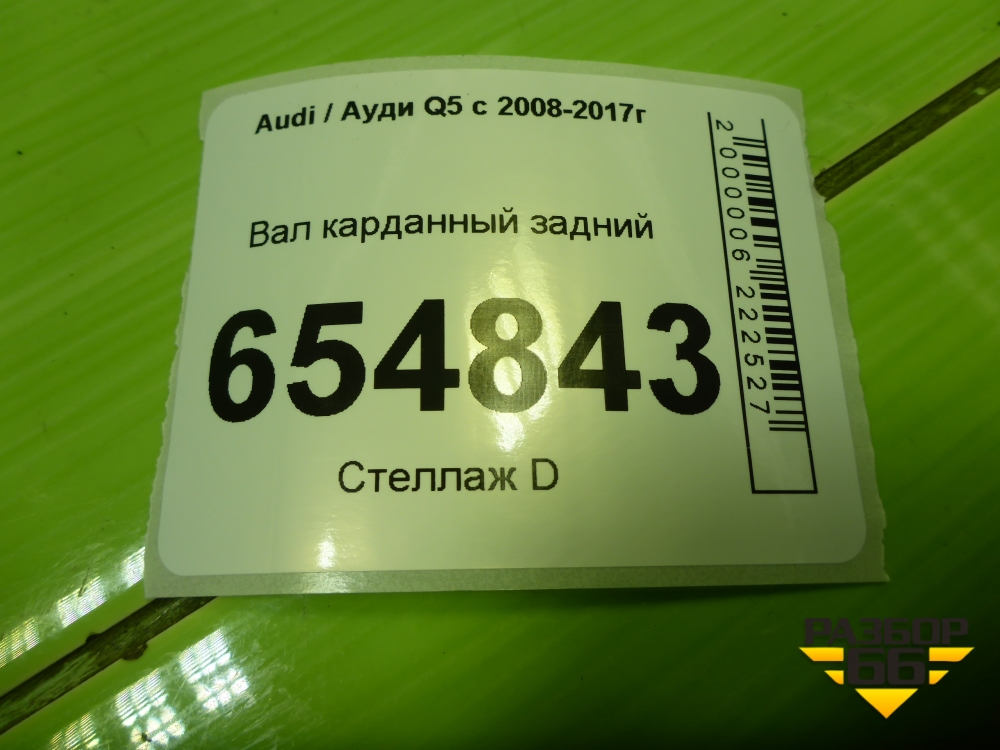 Audi / Ауди Q5 с 2008-2017г
Вал карданный задний
654843
Стеллаж D
2000006222527
РАЗБОР
66